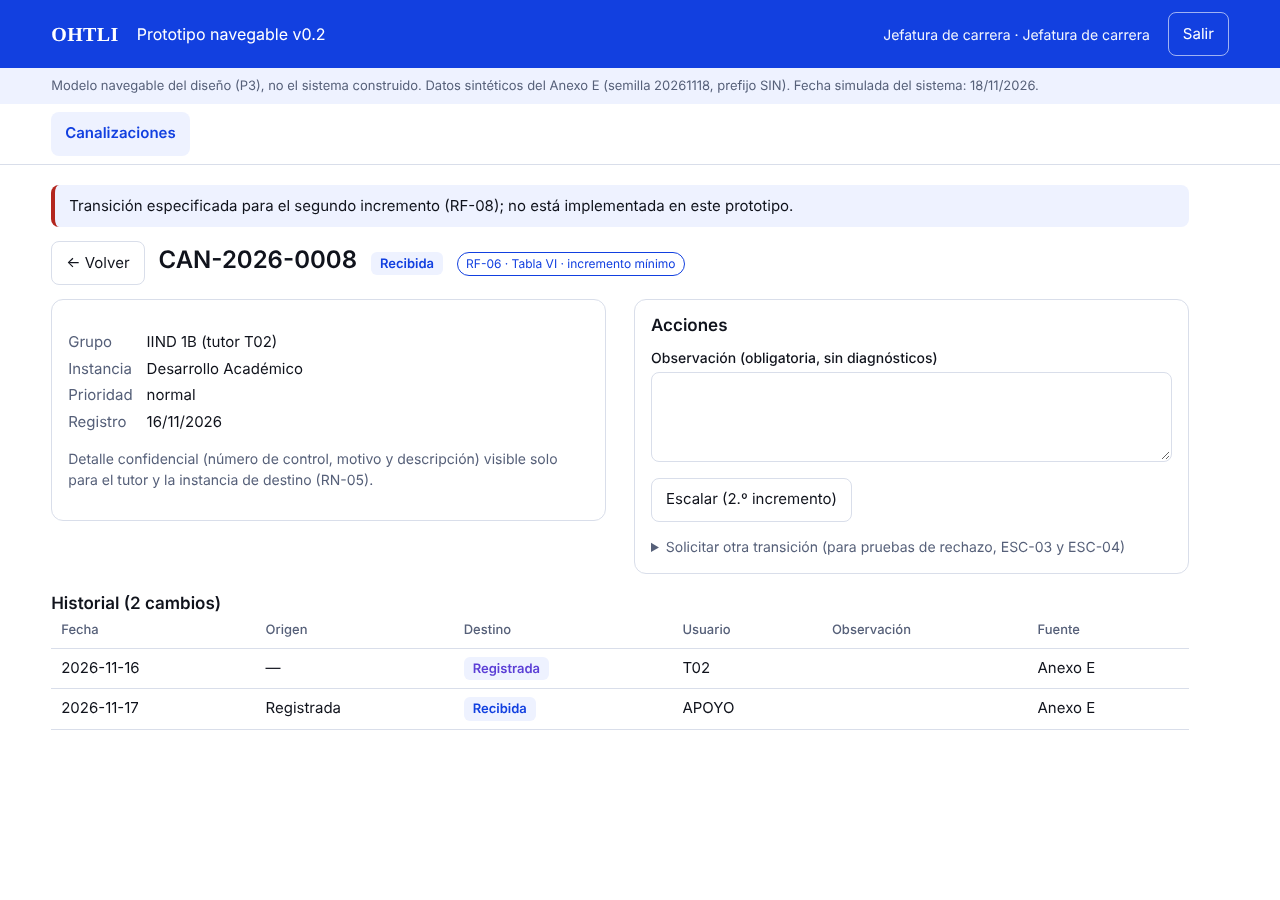 OHTLI Prototipo navegable v0.2
Jefatura de carrera · Jefatura de carrera
Salir
Modelo navegable del diseño (P3), no el sistema construido. Datos sintéticos del Anexo E (semilla 20261118, prefijo SIN). Fecha simulada del sistema: 18/11/2026.
Canalizaciones
Transición especificada para el segundo incremento (RF-08); no está implementada en este prototipo.
← Volver
CAN-2026-0008
Recibida
RF-06 · Tabla VI · incremento mínimo
Grupo IIND 1B (tutor T02)
Instancia Desarrollo Académico
Prioridad normal
Registro 16/11/2026
Detalle confidencial (número de control, motivo y descripción) visible solo
para el tutor y la instancia de destino (RN-05).
Acciones
Observación (obligatoria, sin diagnósticos)
Escalar (2.º incremento)
▶ Solicitar otra transición (para pruebas de rechazo, ESC-03 y ESC-04)
Historial (2 cambios)
Fecha Origen Destino Usuario Observación Fuente
2026-11-16 — Registrada T02 Anexo E
2026-11-17 Registrada Recibida APOYO Anexo E